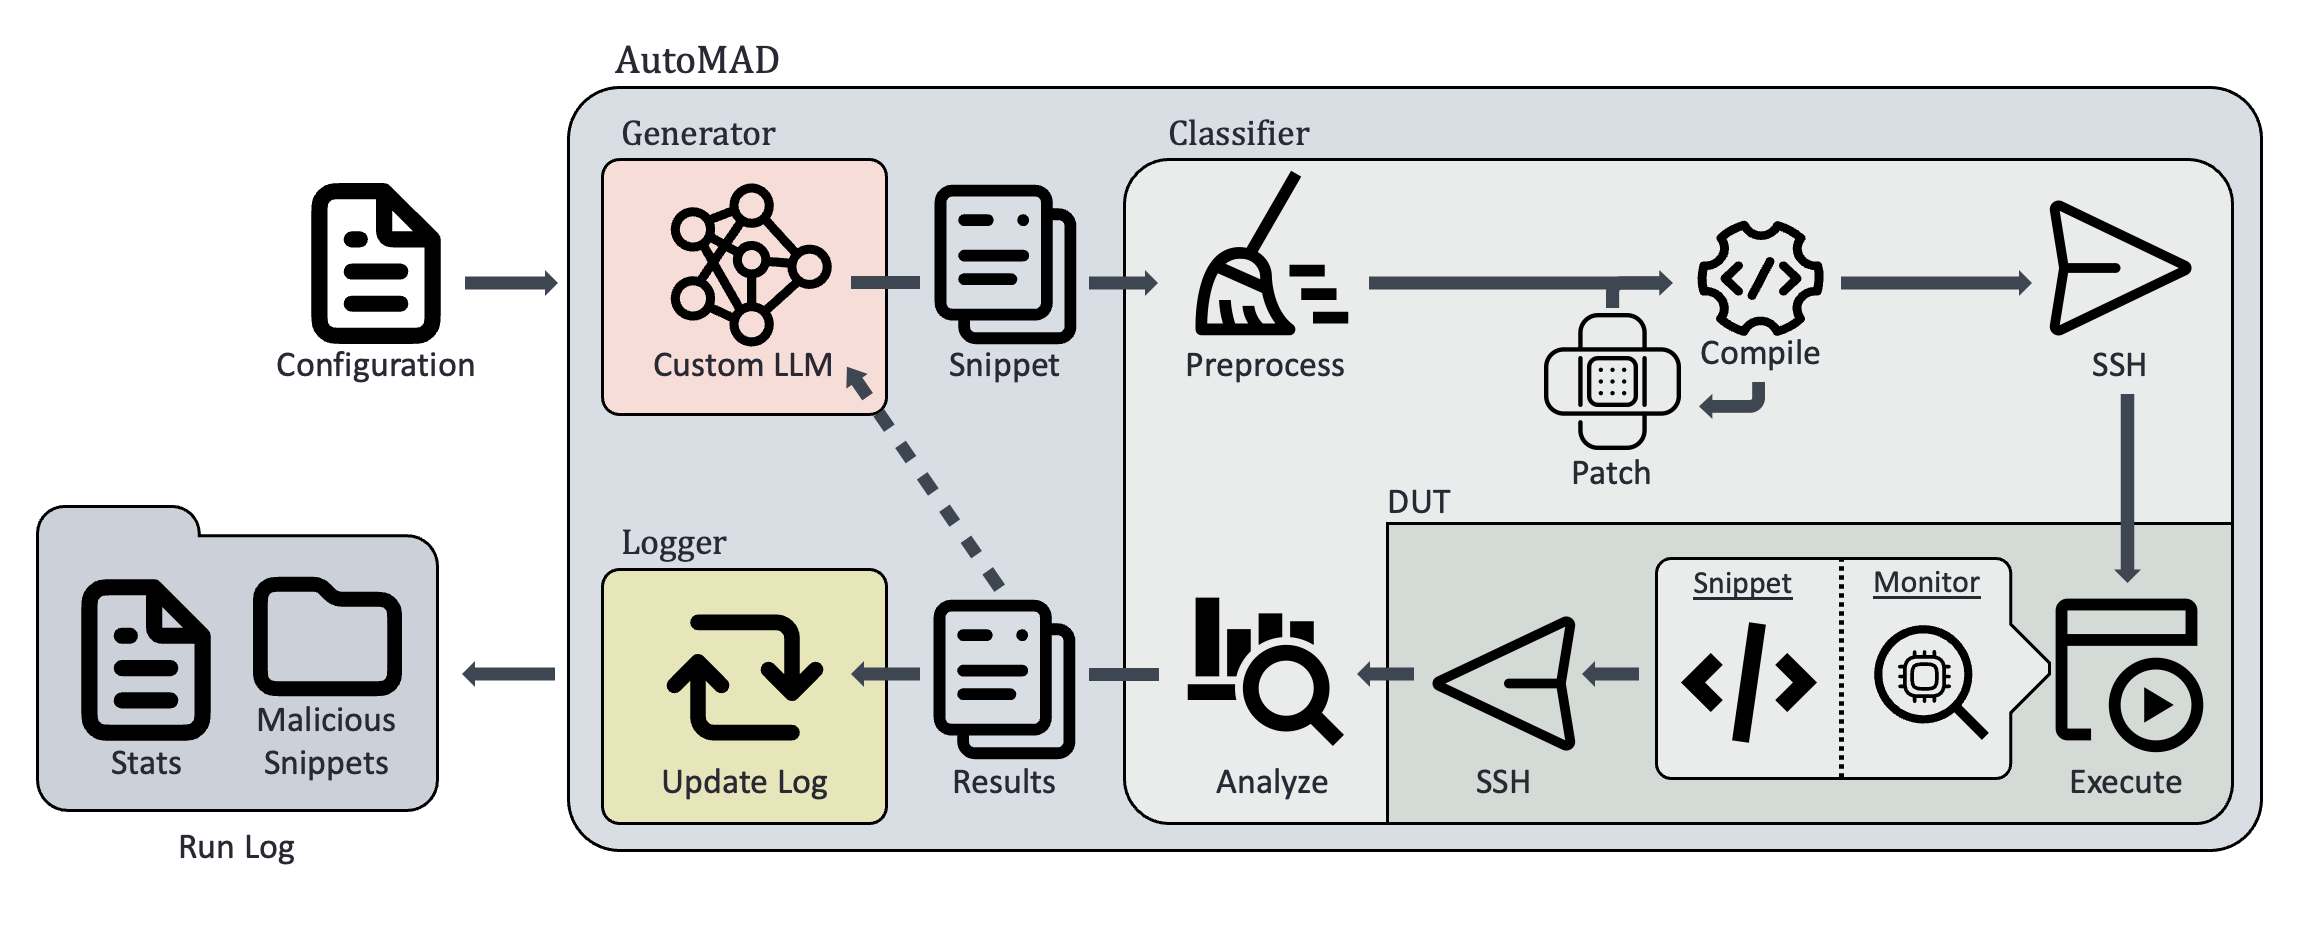 AutoMAD
Generator
Classifier
Configuration
Custom LLM
Snippet
Preprocess
Compile
Patch
SSH
DUT
Snippet
Monitor
Execute
SSH
Analyze
Results
Logger
Update Log
Stats
Malicious
Snippets
Run Log